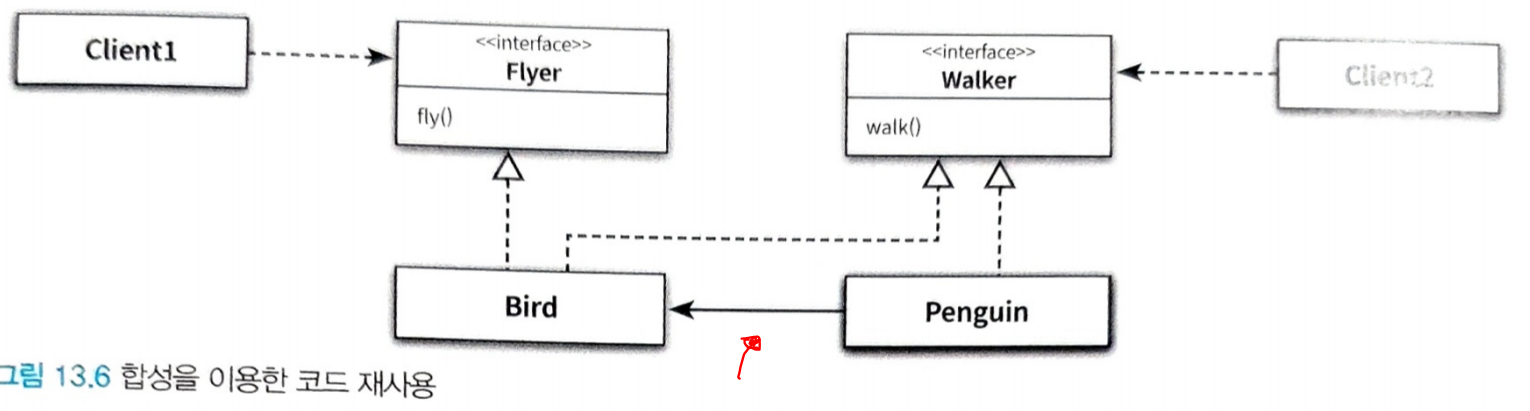 Client1
<<interface>>
Flyer
fly()
<<interface>>
Walker
walk()
Client2
Bird
Penguin
그림 13.6 합성을 이용한 코드 재사용